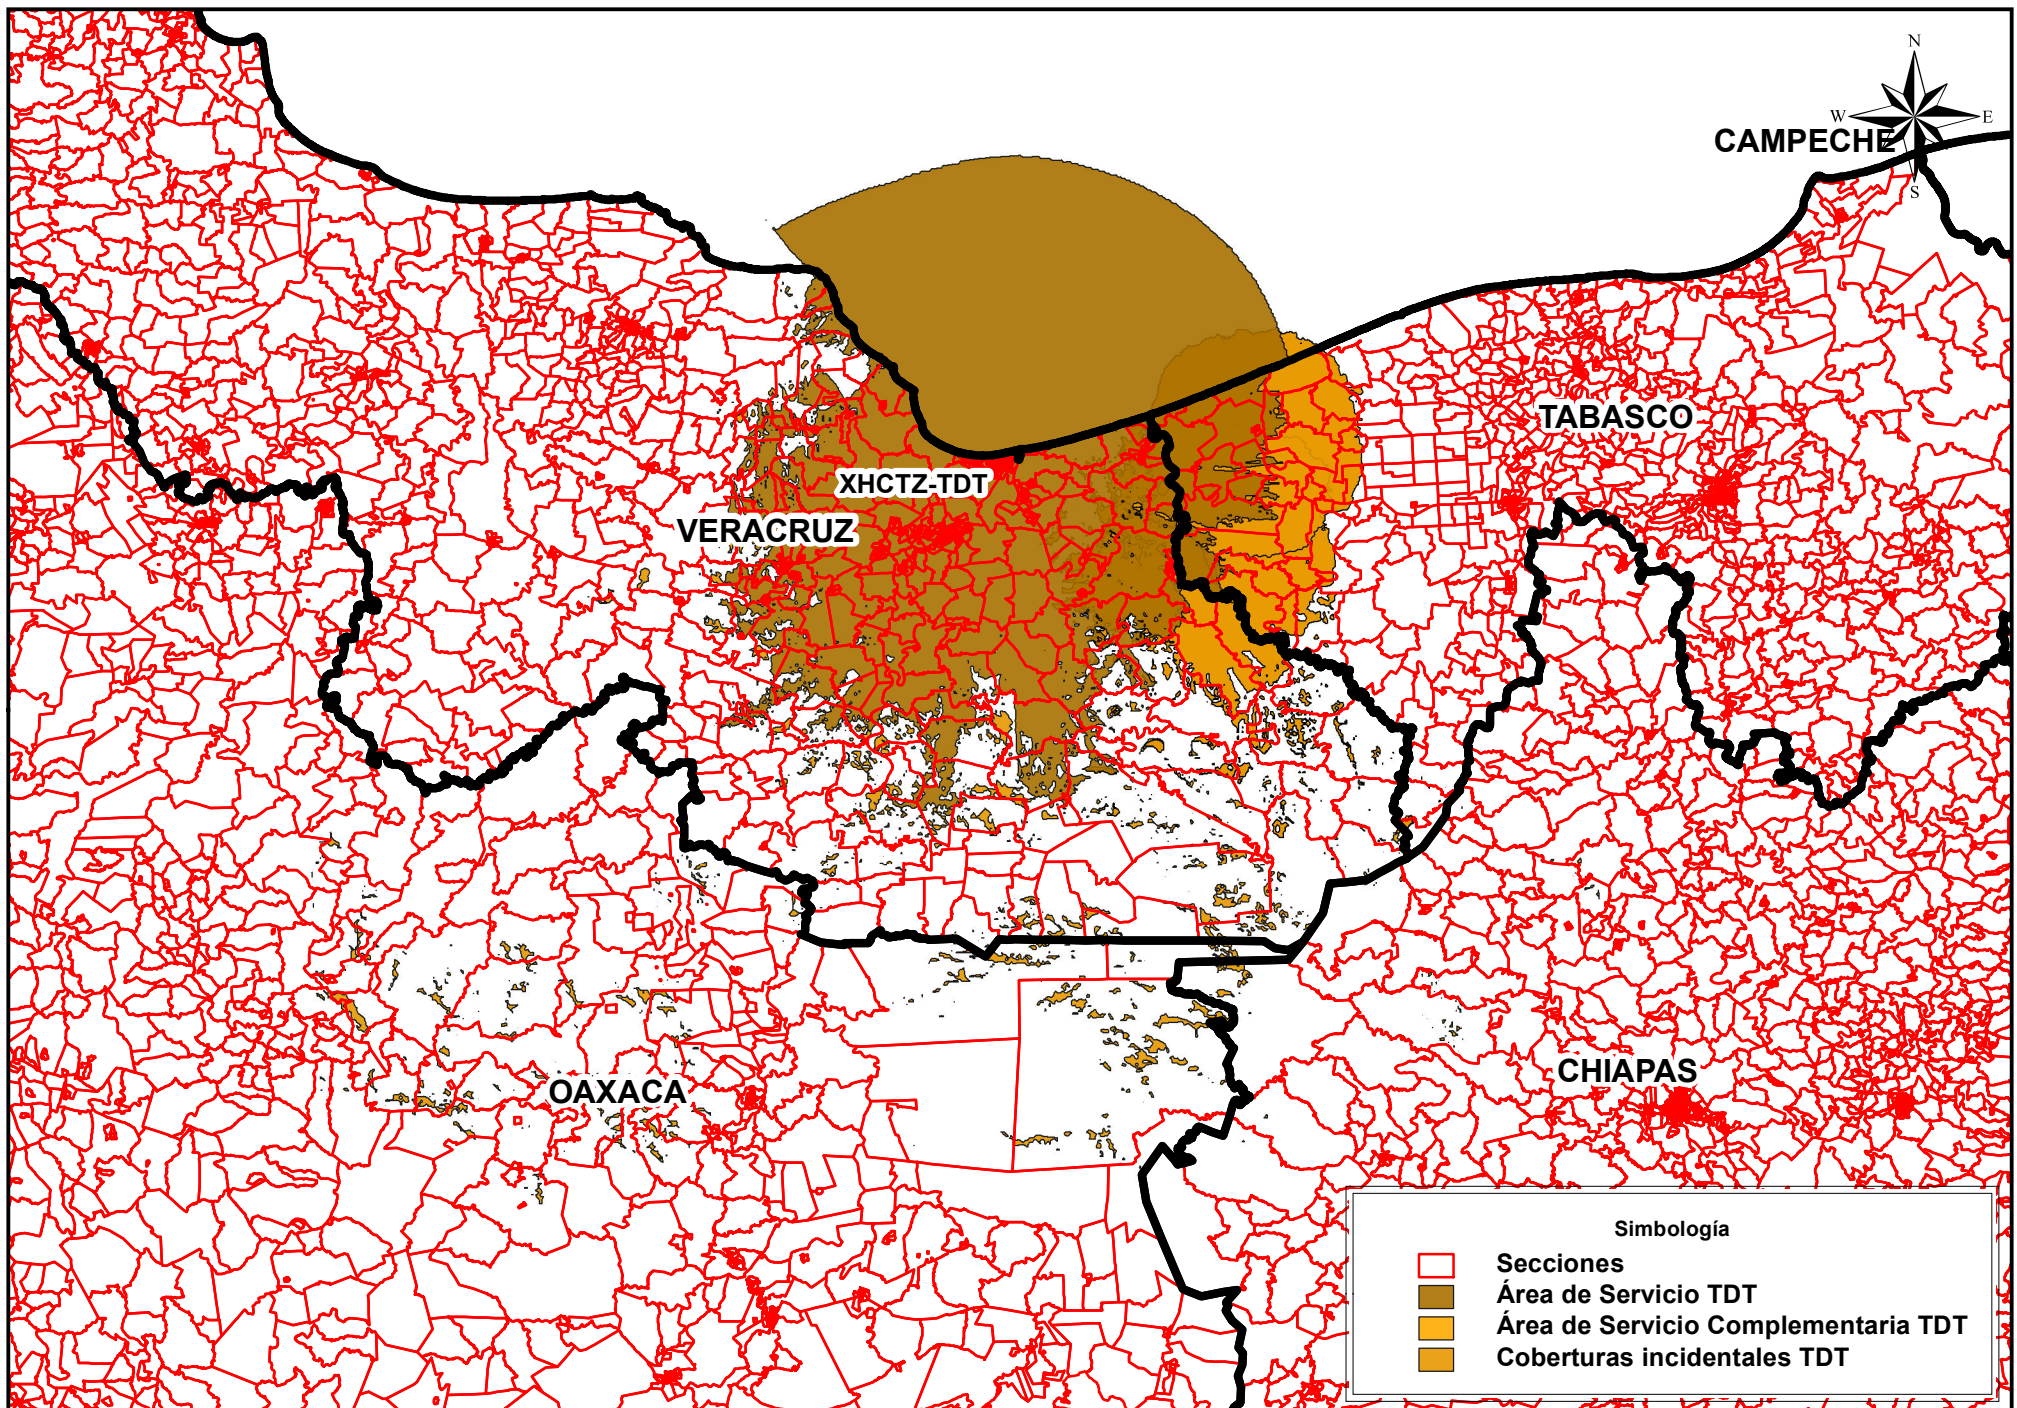 N
W
E
S
CAMPECHE
TABASCO
XHCTZ-TDT
VERACRUZ
CHIAPAS
OAXACA
Simbología
Secciones
Área de Servicio TDT
Área de Servicio Complementaria TDT
Coberturas incidentales TDT